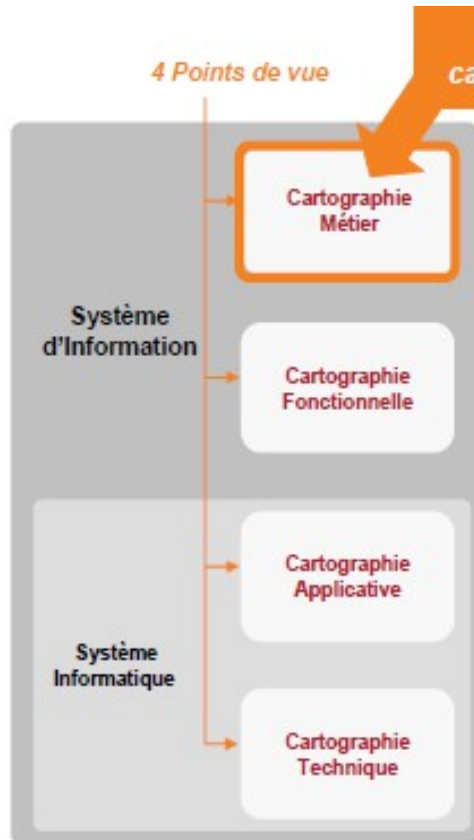 4 Points de vue
ca
Cartographie
Métier
Système
d'Information
Cartographie
Fonctionnelle
Cartographie
Applicative
Système
Informatique
Cartographie
Technique